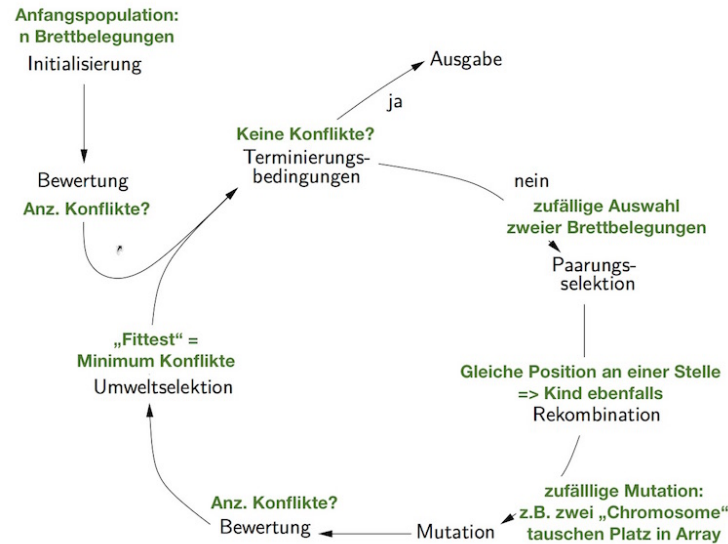 Anfangspopulation:
n Brettbelegungen
Initialisierung
Bewertung
Anz. Konflikte?
Ausgabe
ja
Keine Konflikte?
Terminierungs-
bedingungen
nein
zufällige Auswahl
zweier Brettbelegungen
Paarungs-
selektion
Gleiche Position an einer Stelle
=> Kind ebenfalls
Rekombination
zufälllige Mutation:
z.B. zwei „Chromosome“
tauschen Platz in Array
Mutation
Anz. Konflikte?
Bewertung
„Fittest“ =
Minimum Konflikte
Umweltselektion